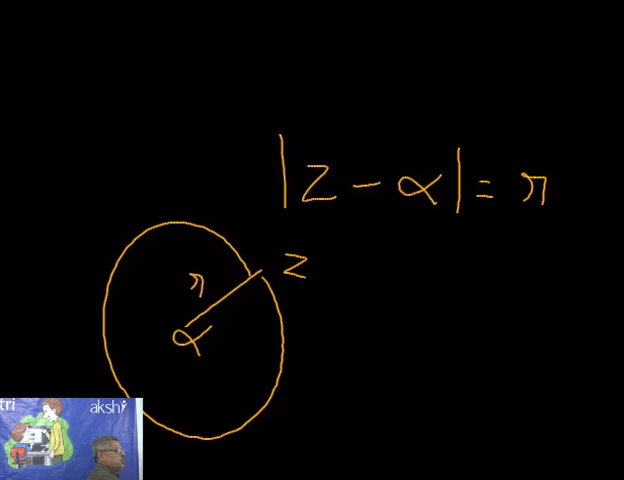 |z - α| = r
z
r
α
tri akshi